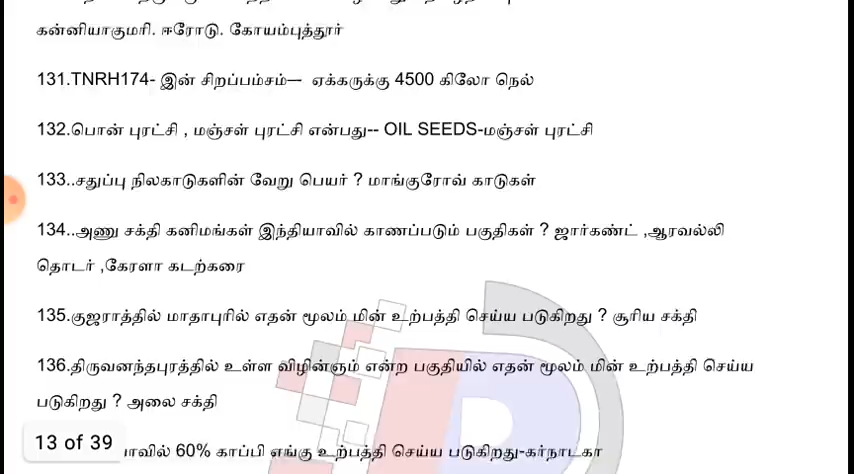 கன்னியாகுமரி. ஈரோடு. கோயம்புத்தூர்
131.TNRH174- இன் சிறப்பம்சம்— ஏக்கருக்கு 4500 கிலோ நெல்
132.பொன் புரட்சி , மஞ்சள் புரட்சி என்பது-- OIL SEEDS-மஞ்சள் புரட்சி
133..சதுப்பு நிலகாடுகளின் வேறு பெயர் ? மாங்குரோவ் காடுகள்
134..அணு சக்தி கனிமங்கள் இந்தியாவில் காணப்படும் பகுதிகள் ? ஜார்கண்ட் ,ஆரவல்லி
தொடர் ,கேரளா கடற்கரை
135.குஜராத்தில் மாதாபுரில் எதன் மூலம் மின் உற்பத்தி செய்ய படுகிறது ? சூரிய சக்தி
136.திருவனந்தபுரத்தில் உள்ள விழின்ஞம் என்ற பகுதியில் எதன் மூலம் மின் உற்பத்தி செய்ய
படுகிறது ? அலை சக்தி
13 of 39
60% காப்பி எங்கு உற்பத்தி செய்ய படுகிறது-கர்நாடகா